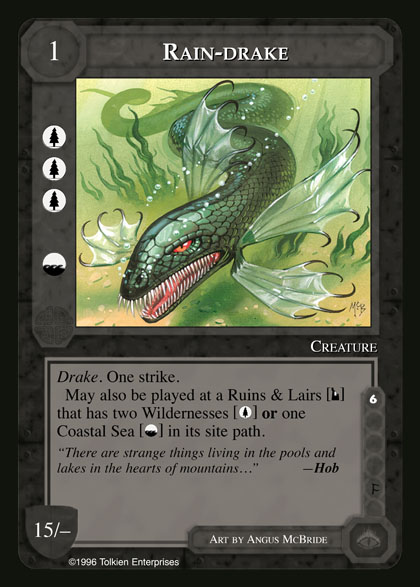 1
RAIN-DRAKE
McB
CREATURE
Drake. One strike.
May also be played at a Ruins & Lairs []
that has two Wildernesses [] or one
Coastal Sea [] in its site path.
“There are strange things living in the pools and
lakes in the hearts of mountains…” —Hob
6
F
15/–
ART BY ANGUS MCBRIDE
©1996 Tolkien Enterprises